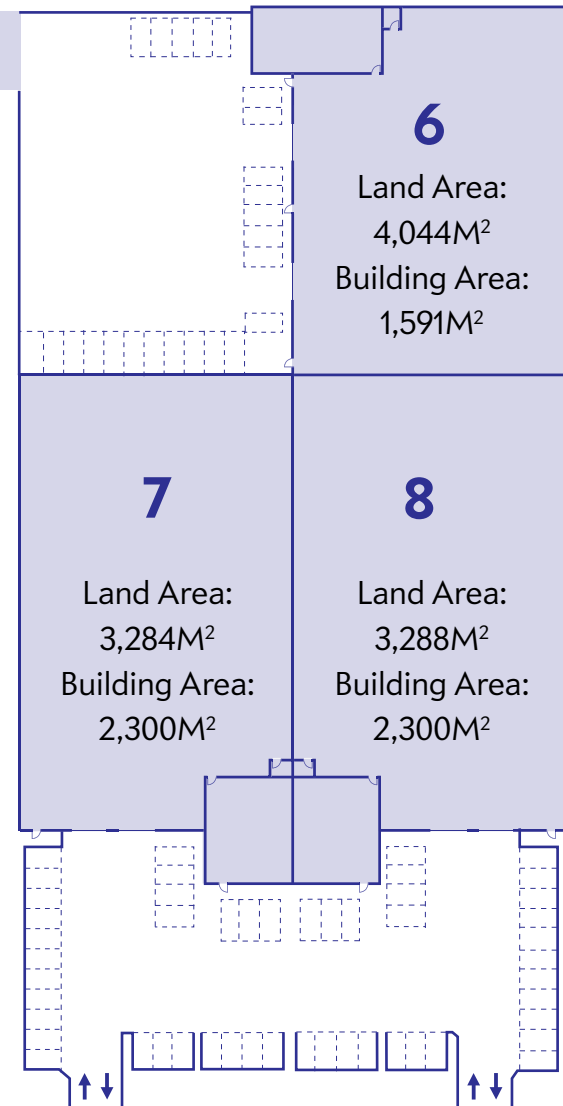 6
Land Area:
4,044M²
Building Area:
1,591M²
7
Land Area:
3,284M²
Building Area:
2,300M²
8
Land Area:
3,288M²
Building Area:
2,300M²